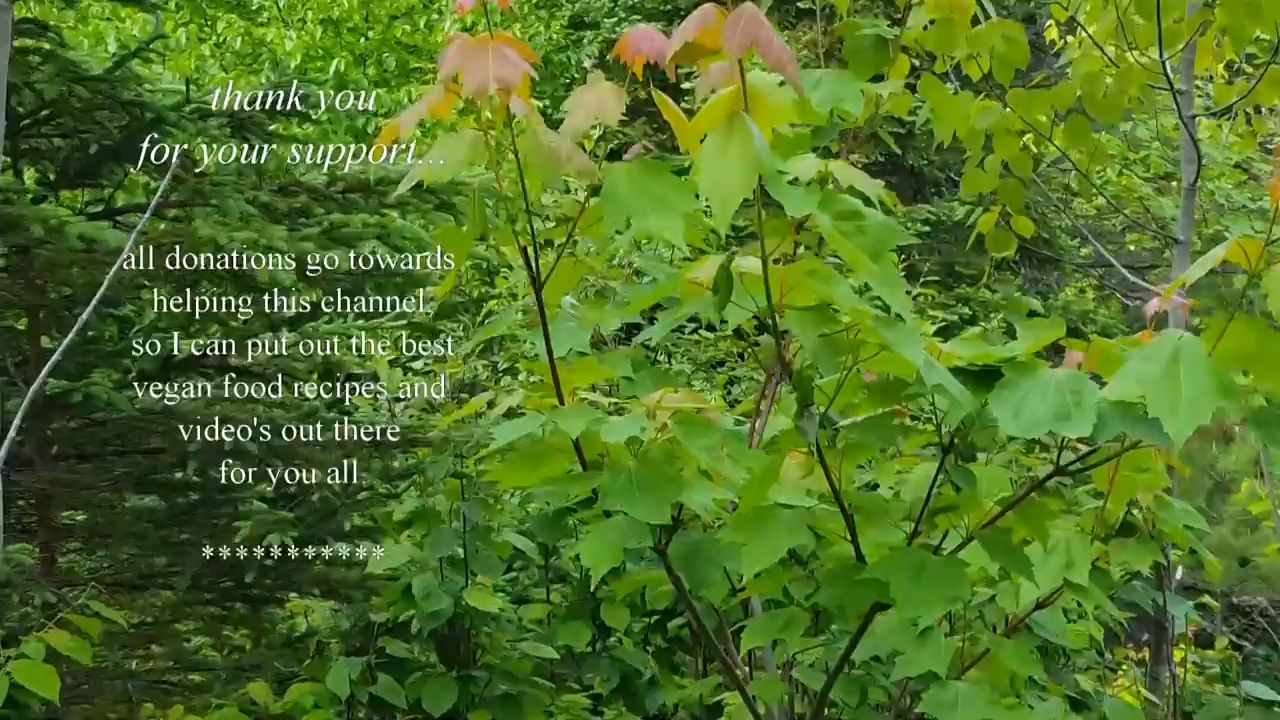 thank you
for your support...
all donations go towards
helping this channel,
so I can put out the best
vegan food recipes and
video's out there
for you all.
***********